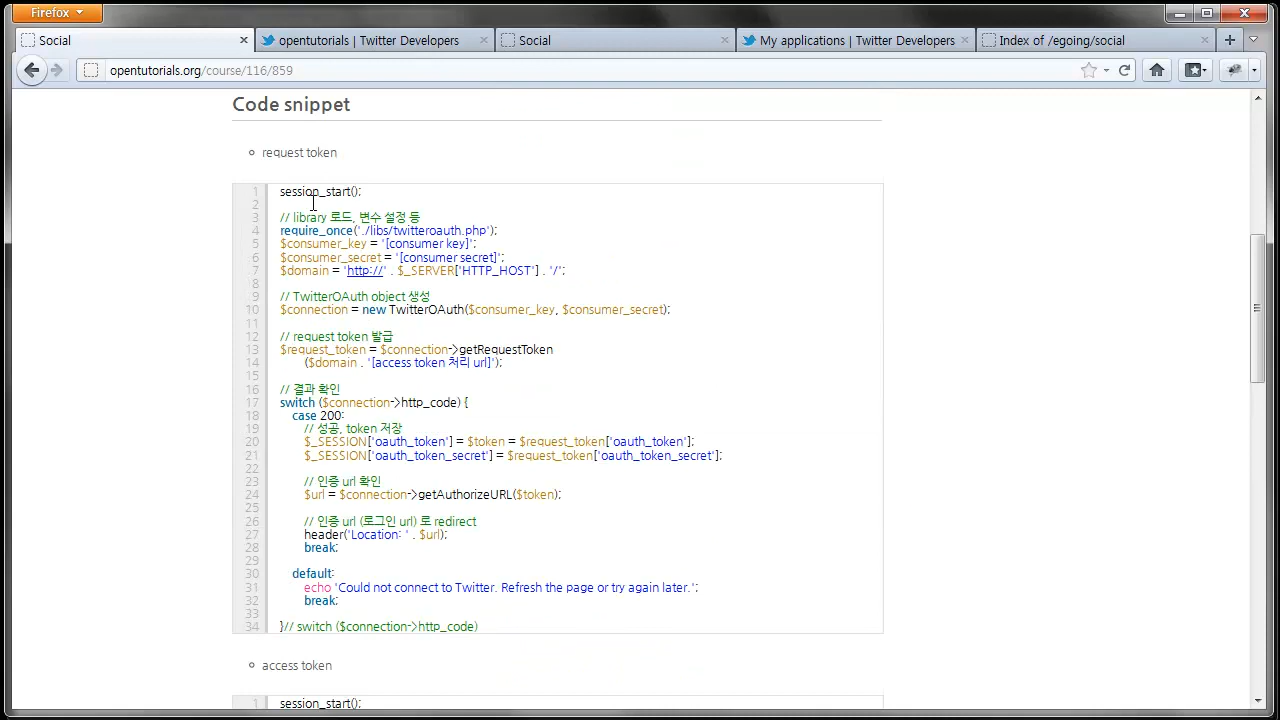 Firefox
Social
opentutorials | Twitter Developers
Social
My applications | Twitter Developers
Index of /egoing/social
opentutorials.org/course/116/859
Code snippet
request token
1 session_start();
2
3 // library 로드, 변수 설정 등
4 require_once('./libs/twitteroauth.php');
5 $consumer_key = '[consumer key]';
6 $consumer_secret = '[consumer secret]';
7 $domain = 'http://' . $_SERVER['HTTP_HOST'] . '/';
8
9 // TwitterOAuth object 생성
10 $connection = new TwitterOAuth($consumer_key, $consumer_secret);
11
12 // request token 발급
13 $request_token = $connection->getRequestToken
14 ($domain . '[access token 처리 url]');
15
16 // 결과 확인
17 switch ($connection->http_code) {
18 case 200:
19 // 성공, token 저장
20 $_SESSION['oauth_token'] = $token = $request_token['oauth_token'];
21 $_SESSION['oauth_token_secret'] = $request_token['oauth_token_secret'];
22
23 // 인증 url 확인
24 $url = $connection->getAuthorizeURL($token);
25
26 // 인증 url (로그인 url) 로 redirect
27 header('Location: ' . $url);
28 break;
29
30 default:
31 echo 'Could not connect to Twitter. Refresh the page or try again later.';
32 break;
33
34 }// switch ($connection->http_code)
access token
1 session_start();